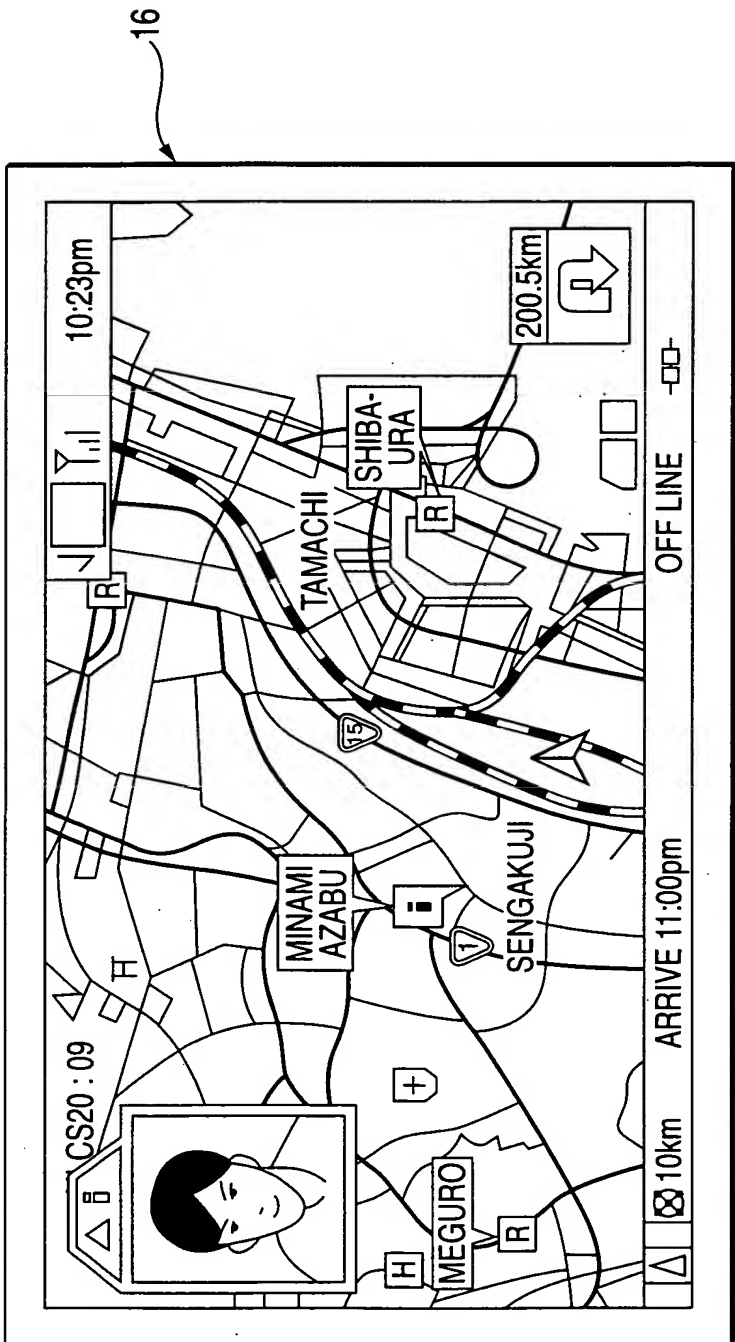 16
CS20 : 09
10:23pm
i
R
H
MINAMI
AZABU
i
15
TAMACHI
SHIBA-
URA
R
1
SENGAKUJI
H
MEGURO
R
200.5km
10km
ARRIVE 11:00pm
OFF LINE